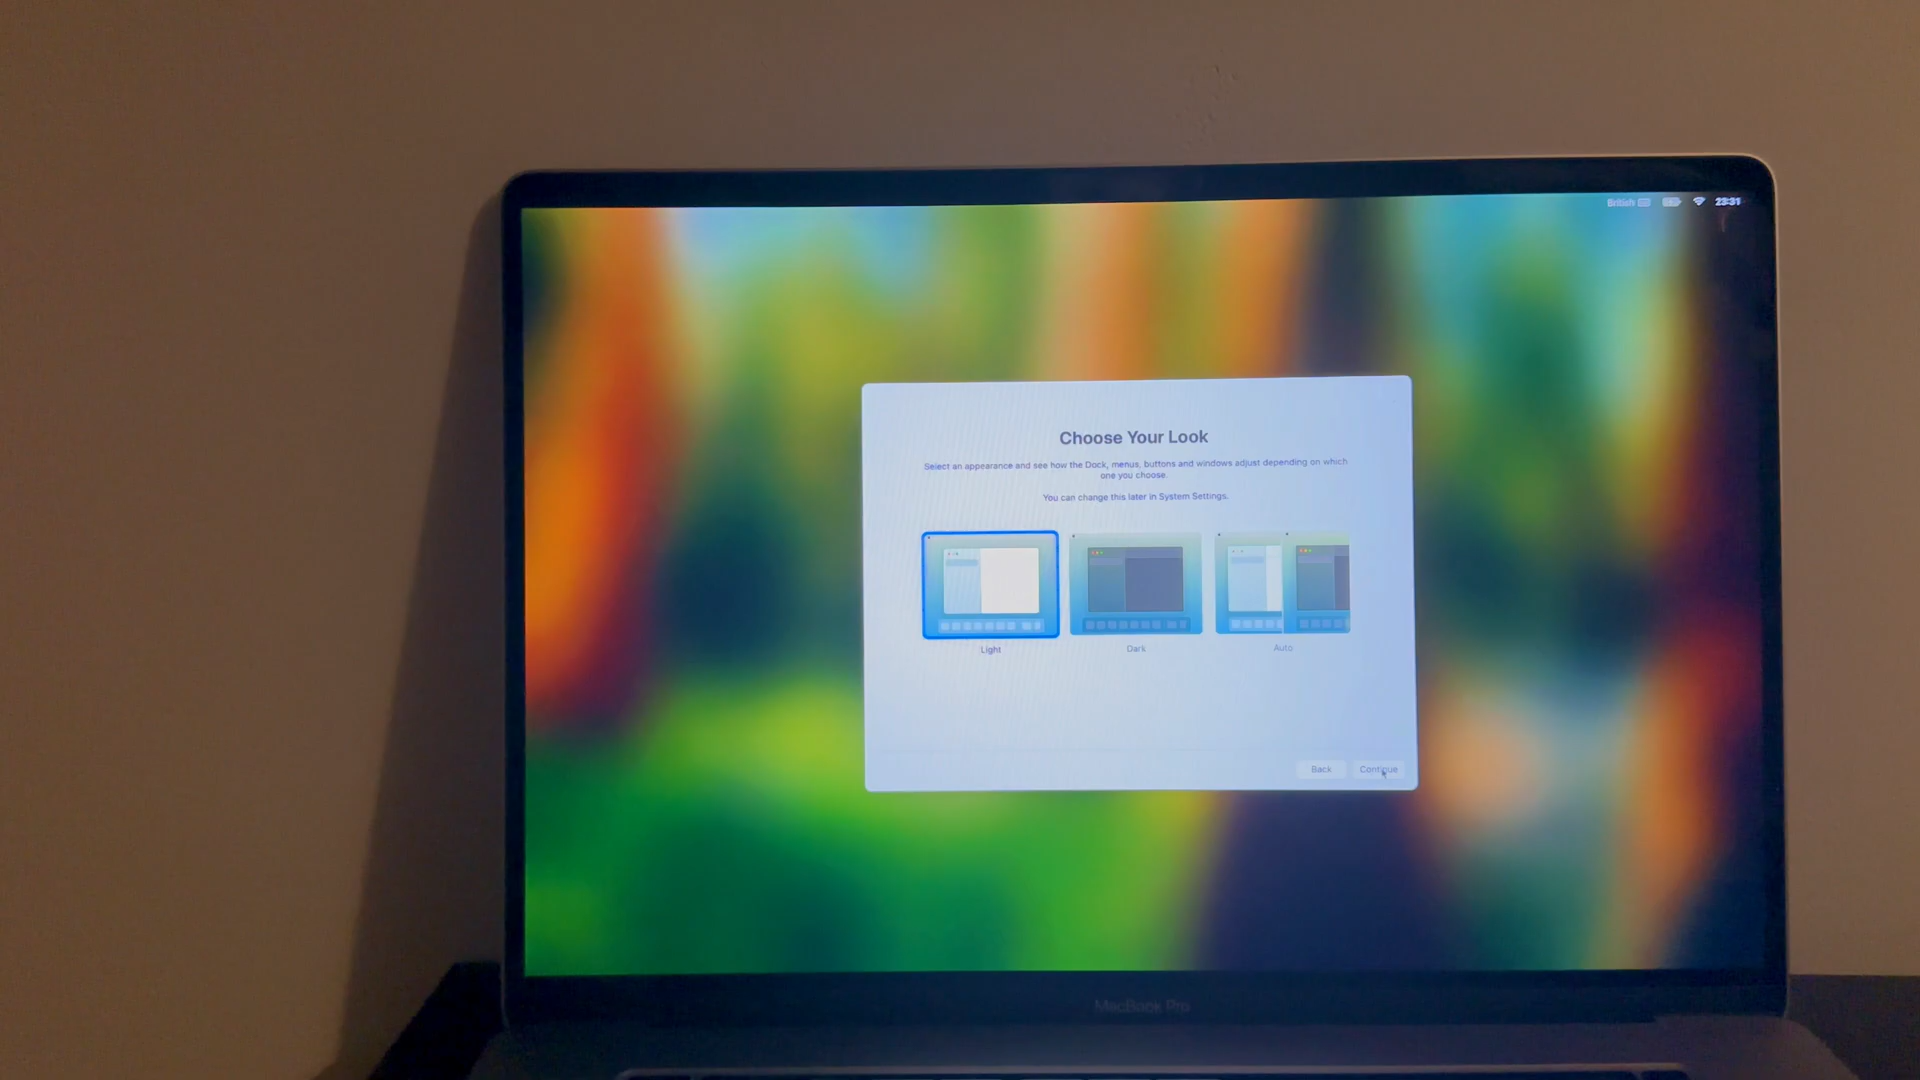 British
23:31
Choose Your Look
Select an appearance and see how the Dock, menus, buttons and windows adjust depending on which
one you choose.
You can change this later in System Settings.
Light
Dark
Auto
Back
Continue
MacBook Pro